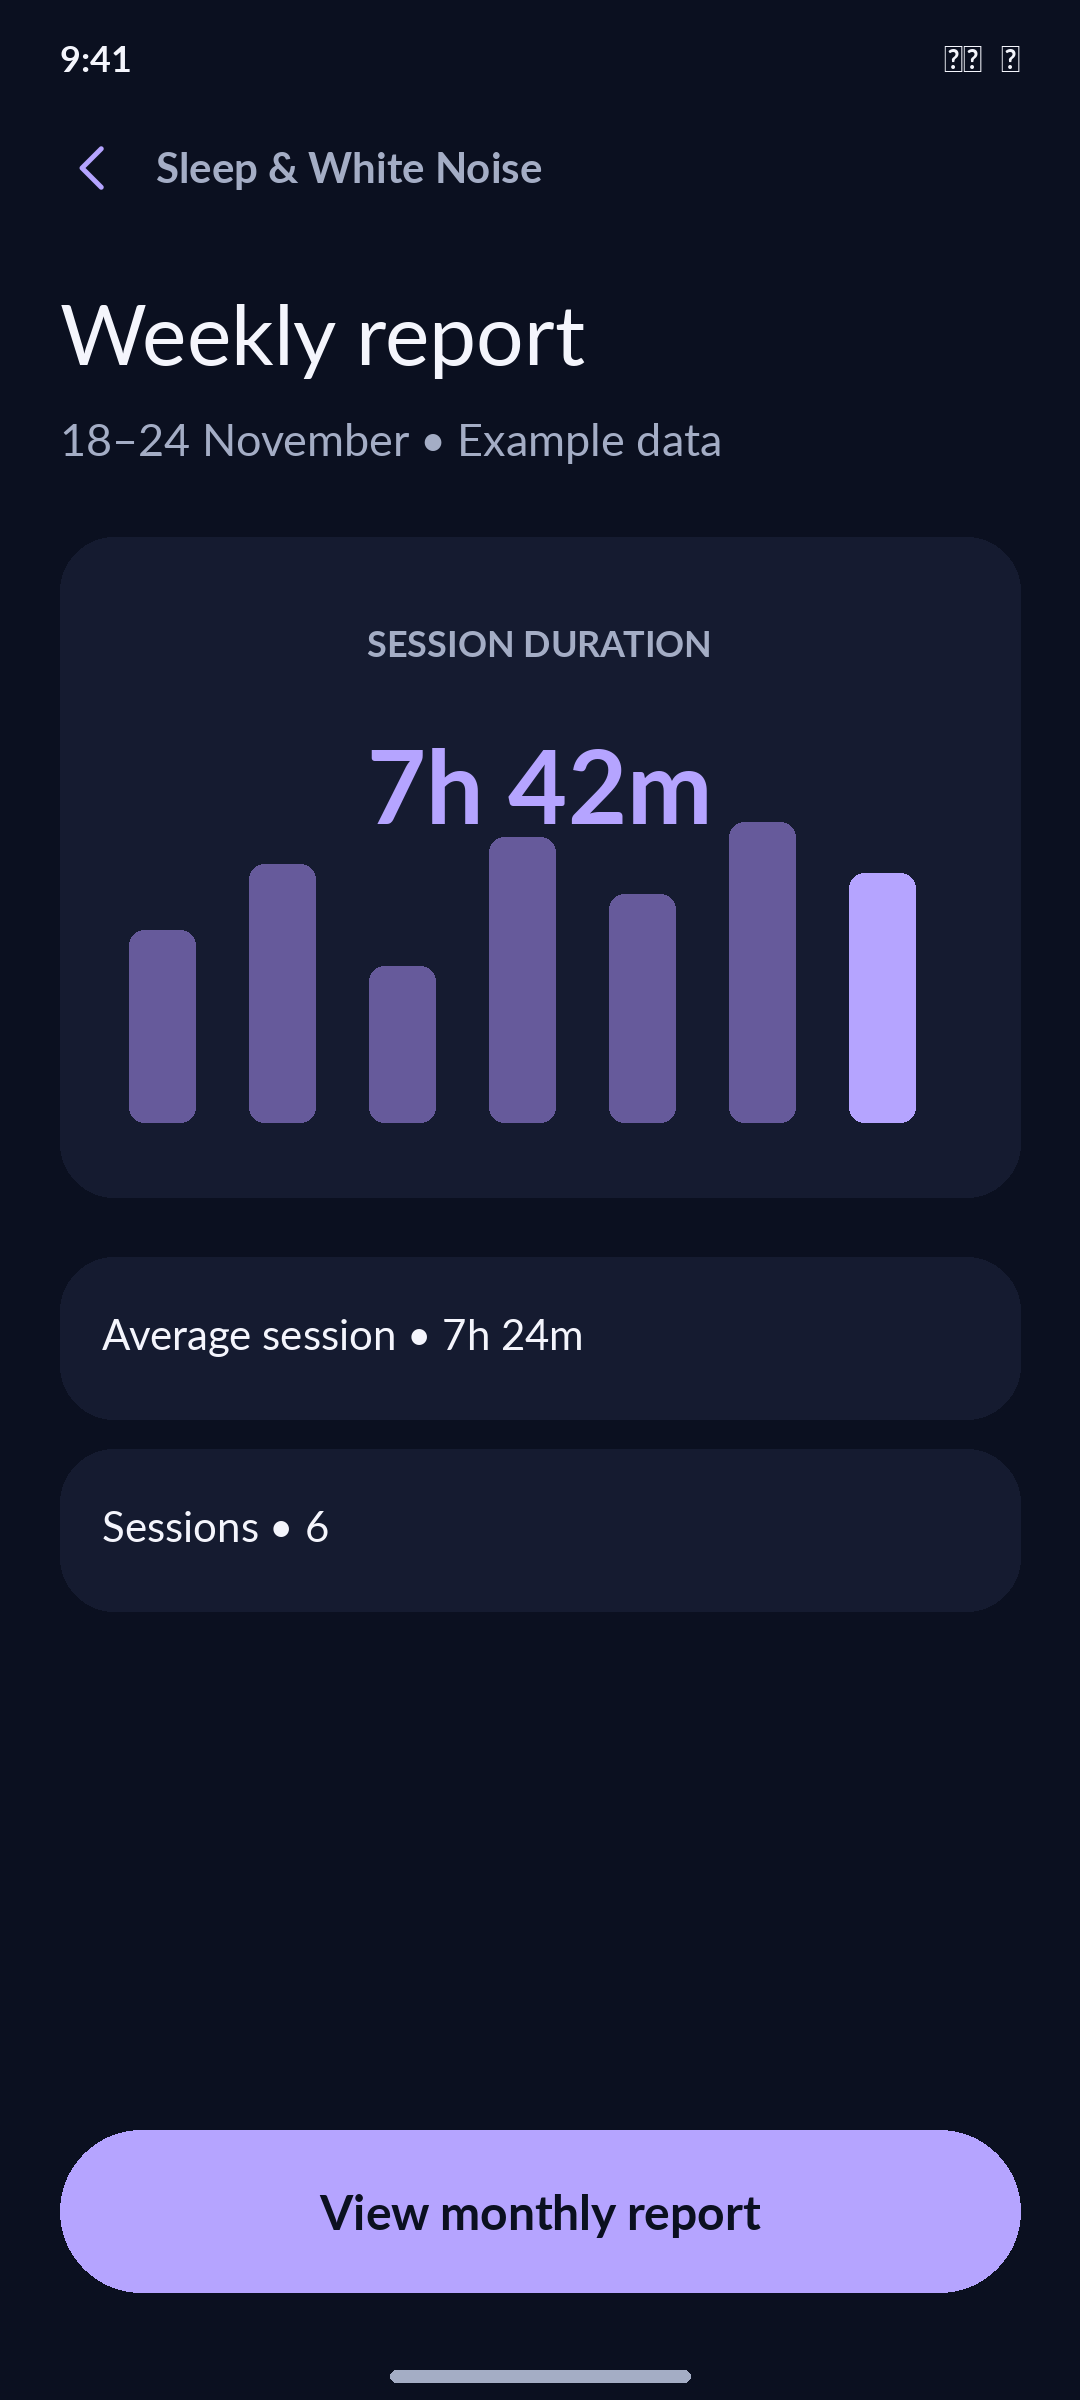 9:41
Sleep & White Noise
Weekly report
18–24 November • Example data
SESSION DURATION
7h 42m
Average session • 7h 24m
Sessions • 6
View monthly report